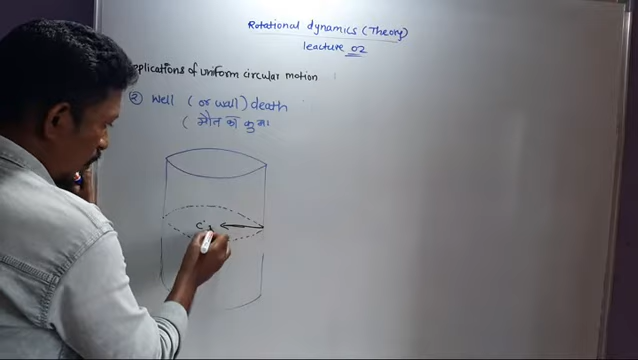 Rotational dynamics (Theory)
leacture 02
pplications of uniform circular motion
② Well (or wall) death
( मौत का कुमा
C'